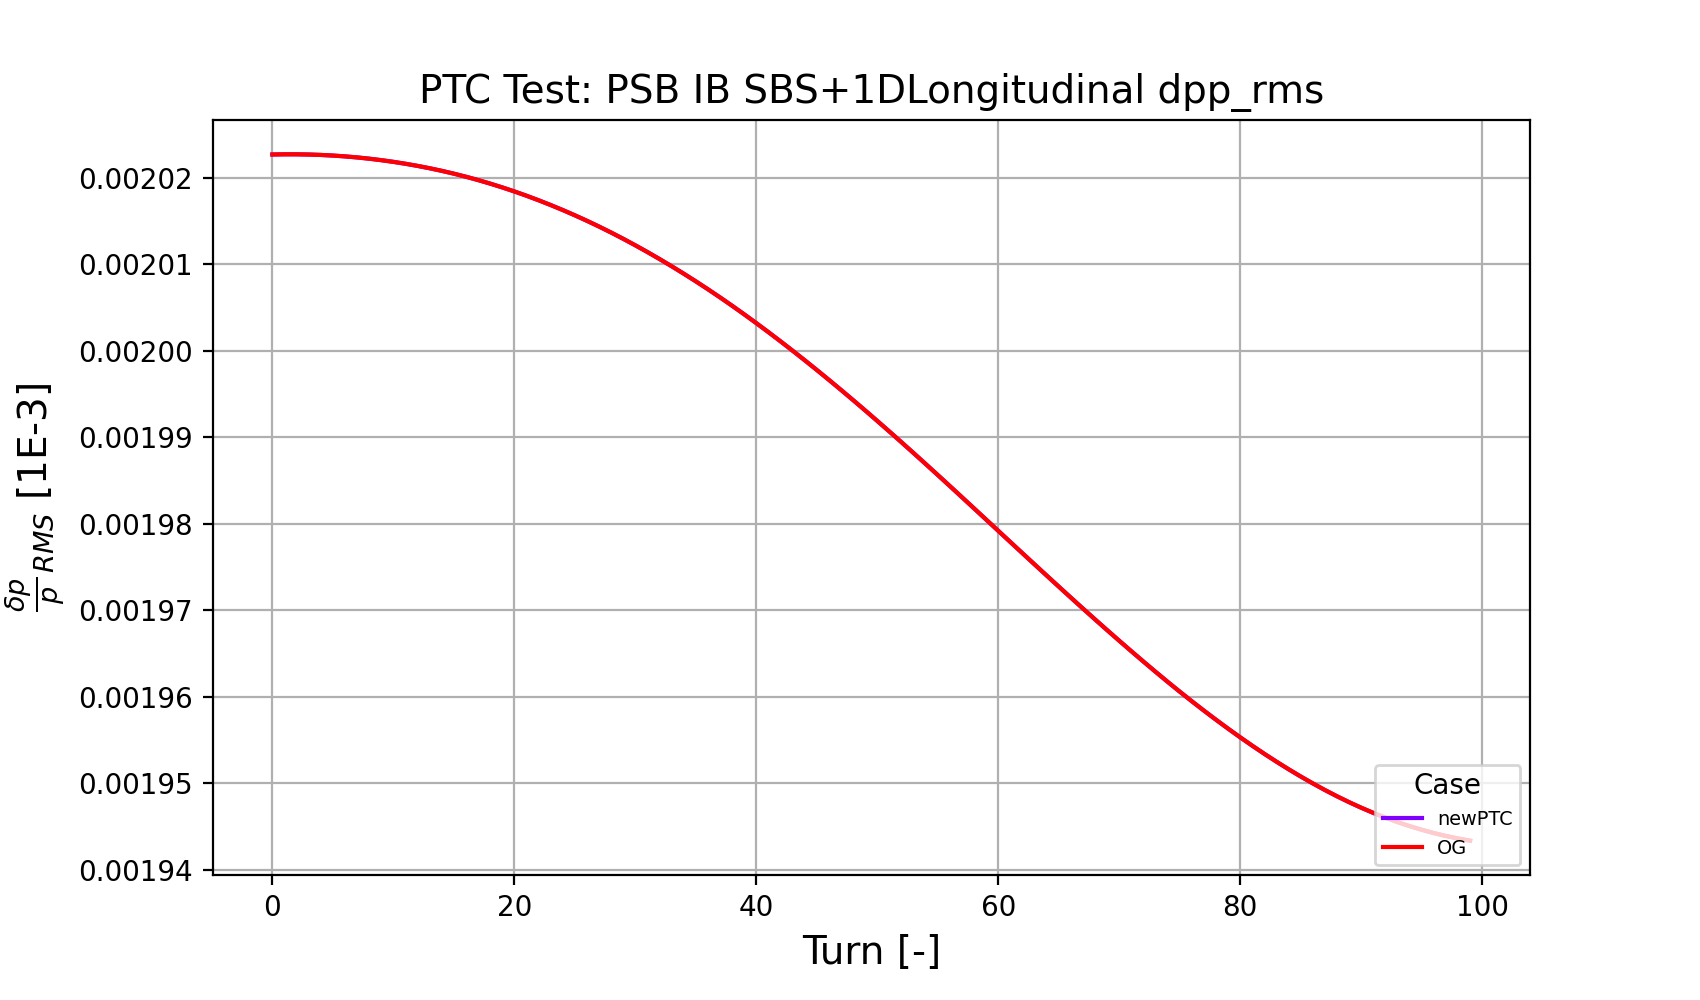 PTC Test: PSB IB SBS+1DLongitudinal dpp_rms
0.00202
0.00201
0.00200
0.00199
0.00198
0.00197
0.00196
0.00195
0.00194
δp/p RMS [1E-3]
Case
newPTC
OG
0 20 40 60 80 100
Turn [-]